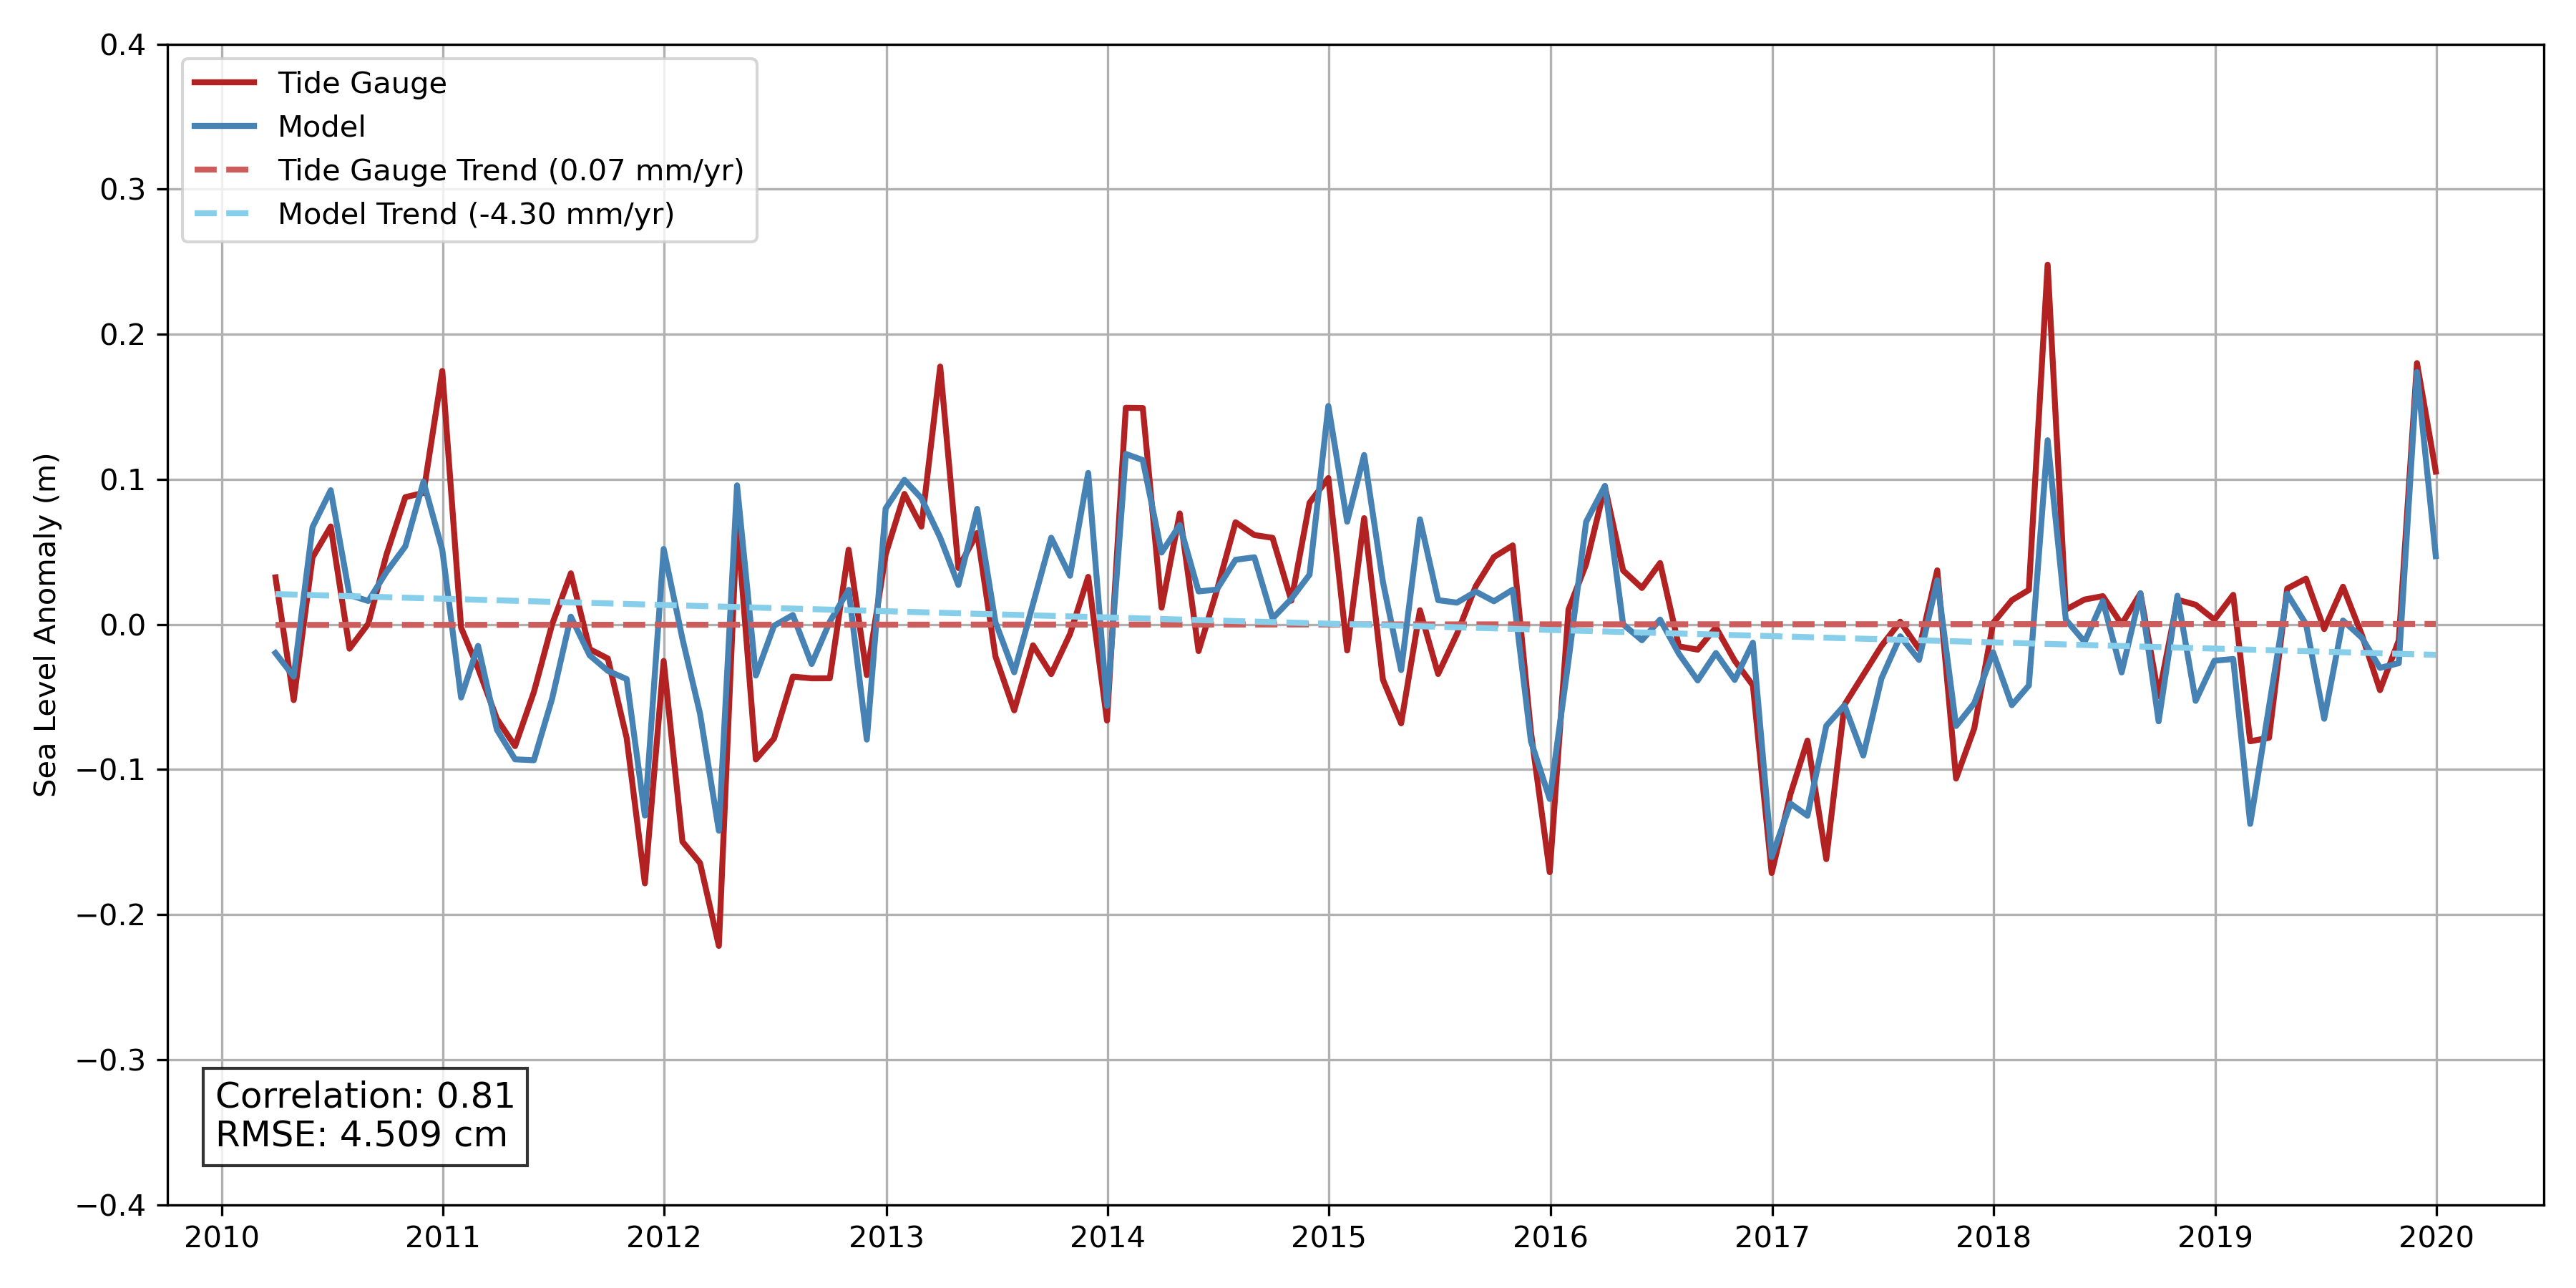 Sea Level Anomaly (m)
0.4
0.3
0.2
0.1
0.0
−0.1
−0.2
−0.3
−0.4
Tide Gauge
Model
Tide Gauge Trend (0.07 mm/yr)
Model Trend (-4.30 mm/yr)
Correlation: 0.81
RMSE: 4.509 cm
2010 2011 2012 2013 2014 2015 2016 2017 2018 2019 2020